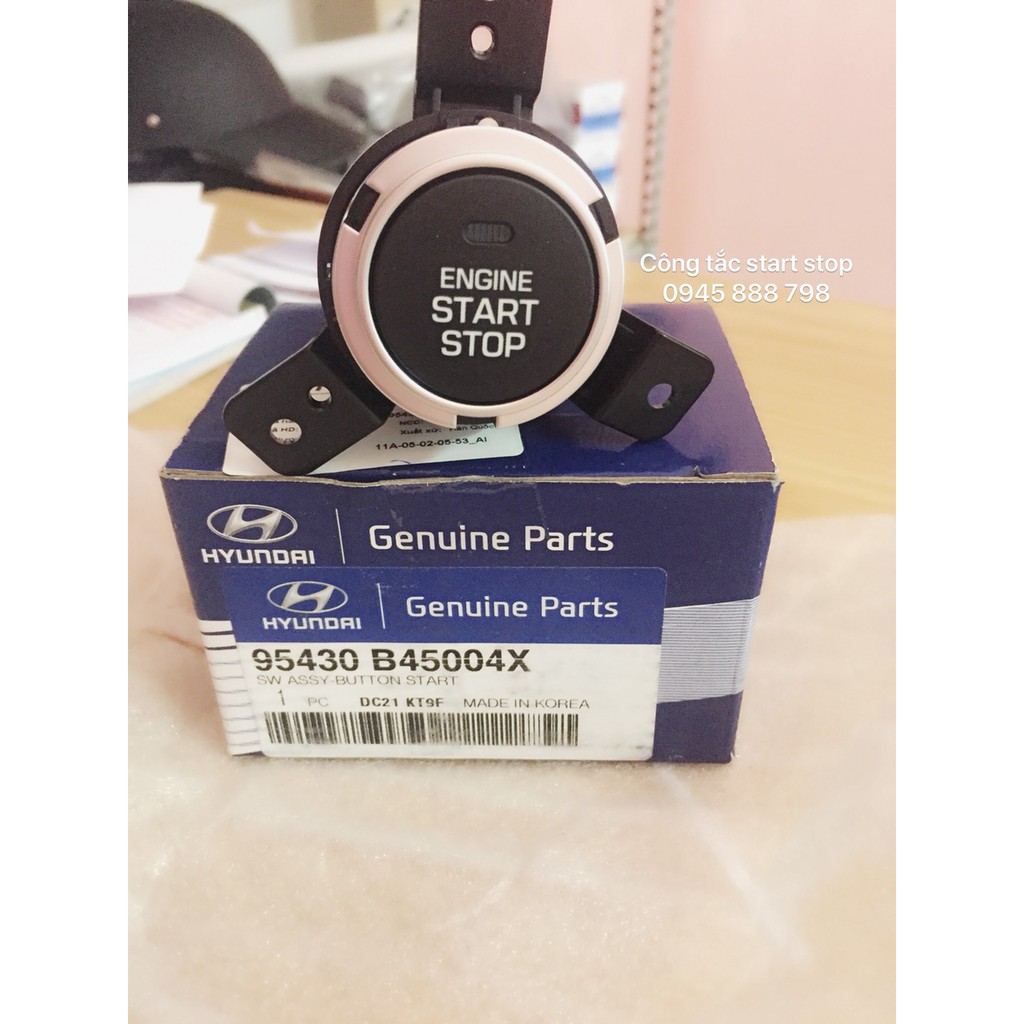 Công tắc start stop
0945 888 798
ENGINE
START
STOP
11A-05-02-05-53_AI
HYUNDAI
Genuine Parts
HYUNDAI
Genuine Parts
95430 B45004X
SW ASSY-BUTTON START
1 PC DC21 KT9F MADE IN KOREA